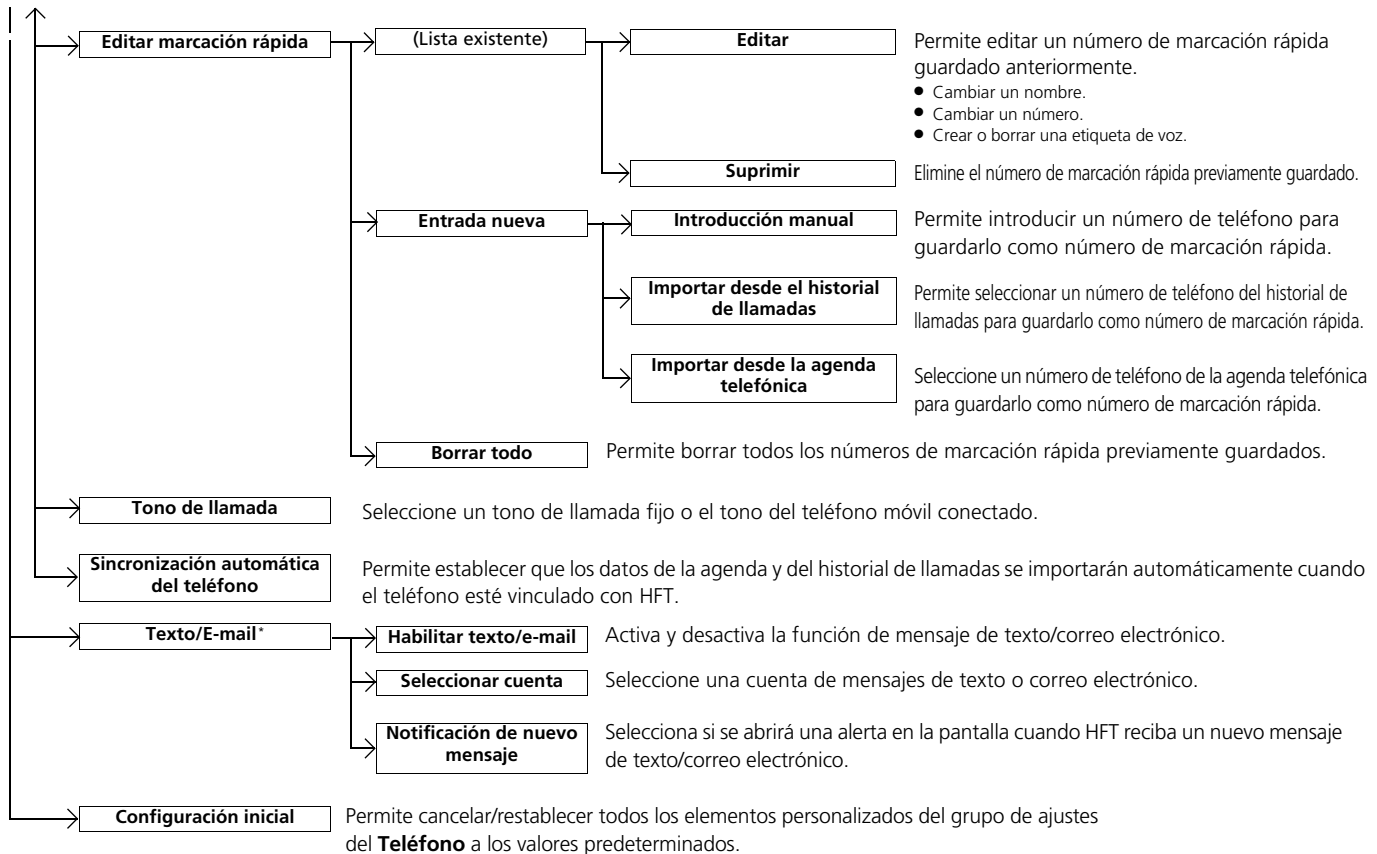 Editar marcación rápida
(Lista existente)
Editar
Permite editar un número de marcación rápida
guardado anteriormente.
● Cambiar un nombre.
● Cambiar un número.
● Crear o borrar una etiqueta de voz.
Suprimir
Elimine el número de marcación rápida previamente guardado.
Entrada nueva
Introducción manual
Permite introducir un número de teléfono para
guardarlo como número de marcación rápida.
Importar desde el historial
de llamadas
Permite seleccionar un número de teléfono del historial de
llamadas para guardarlo como número de marcación rápida.
Importar desde la agenda
telefónica
Seleccione un número de teléfono de la agenda telefónica
para guardarlo como número de marcación rápida.
Borrar todo
Permite borrar todos los números de marcación rápida previamente guardados.
Tono de llamada
Seleccione un tono de llamada fijo o el tono del teléfono móvil conectado.
Sincronización automática
del teléfono
Permite establecer que los datos de la agenda y del historial de llamadas se importarán automáticamente cuando
el teléfono esté vinculado con HFT.
Texto/E-mail*
Habilitar texto/e-mail
Activa y desactiva la función de mensaje de texto/correo electrónico.
Seleccionar cuenta
Seleccione una cuenta de mensajes de texto o correo electrónico.
Notificación de nuevo
mensaje
Selecciona si se abrirá una alerta en la pantalla cuando HFT reciba un nuevo mensaje
de texto/correo electrónico.
Configuración inicial
Permite cancelar/restablecer todos los elementos personalizados del grupo de ajustes
del Teléfono a los valores predeterminados.